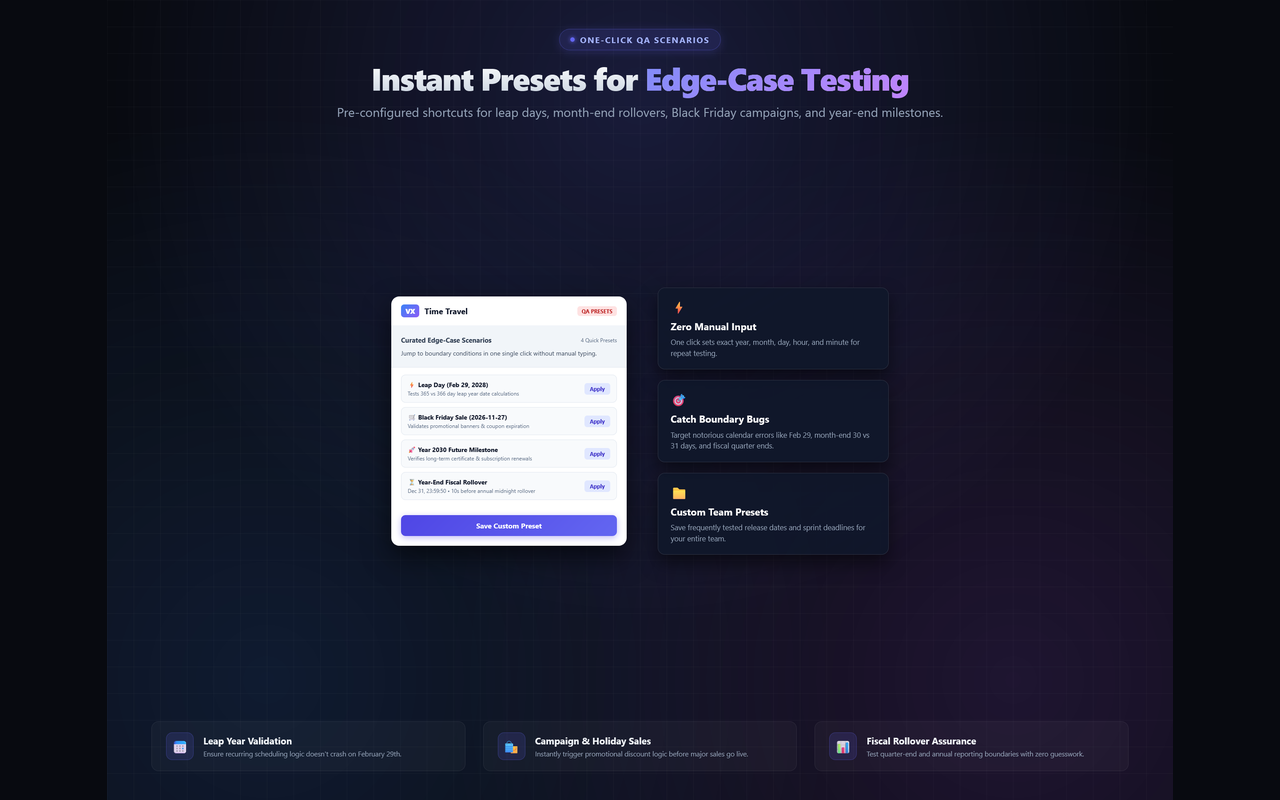 ONE-CLICK QA SCENARIOS
Instant Presets for Edge-Case Testing
Pre-configured shortcuts for leap days, month-end rollovers, Black Friday campaigns, and year-end milestones.
VX Time Travel QA PRESETS
Curated Edge-Case Scenarios 4 Quick Presets
Jump to boundary conditions in one single click without manual typing.
Leap Day (Feb 29, 2028)
Tests 365 vs 366 day leap year date calculations
Apply
Black Friday Sale (2026-11-27)
Validates promotional banners & coupon expiration
Apply
Year 2030 Future Milestone
Verifies long-term certificate & subscription renewals
Apply
Year-End Fiscal Rollover
Dec 31, 23:59:50 • 10s before annual midnight rollover
Apply
Save Custom Preset
Zero Manual Input
One click sets exact year, month, day, hour, and minute for
repeat testing.
Catch Boundary Bugs
Target notorious calendar errors like Feb 29, month-end 30 vs
31 days, and fiscal quarter ends.
Custom Team Presets
Save frequently tested release dates and sprint deadlines for
your entire team.
Leap Year Validation
Ensure recurring scheduling logic doesn't crash on February 29th.
Campaign & Holiday Sales
Instantly trigger promotional discount logic before major sales go live.
Fiscal Rollover Assurance
Test quarter-end and annual reporting boundaries with zero guesswork.